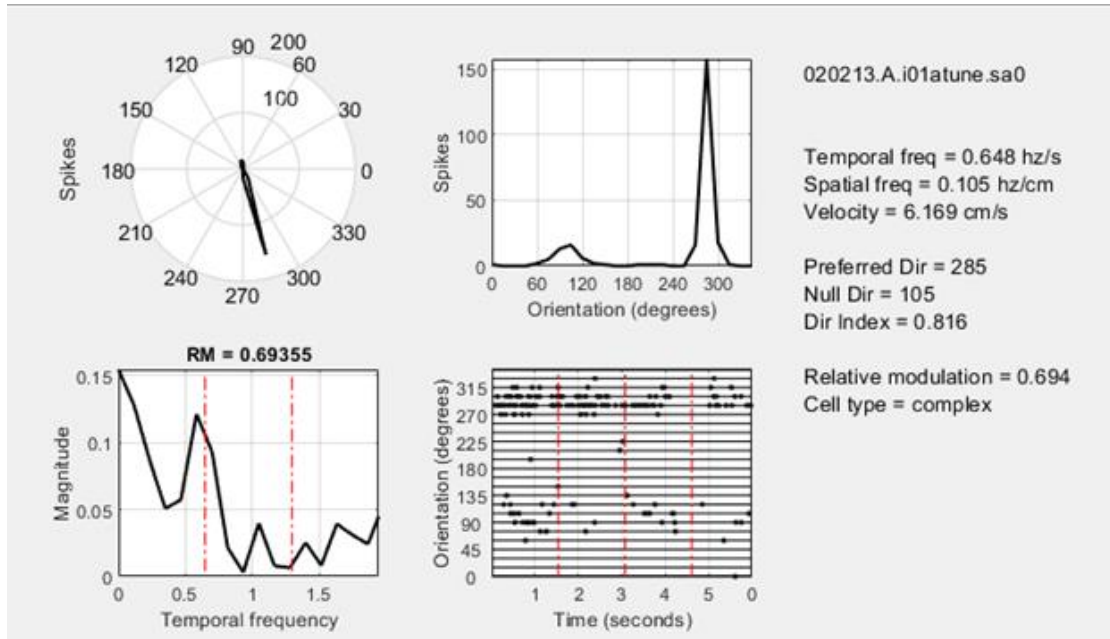 90
200
120
60
100
150
30
Spikes
180
0
210
330
240
300
270
150
100
50
0
Spikes
0 60 120 180 240 300
Orientation (degrees)
020213.A.i01atune.sa0
Temporal freq = 0.648 hz/s
Spatial freq = 0.105 hz/cm
Velocity = 6.169 cm/s
Preferred Dir = 285
Null Dir = 105
Dir Index = 0.816
Relative modulation = 0.694
Cell type = complex
RM = 0.69355
0.15
0.1
0.05
0
Magnitude
0 0.5 1 1.5
Temporal frequency
315
270
225
180
135
90
45
0
Orientation (degrees)
1 2 3 4 5 0
Time (seconds)